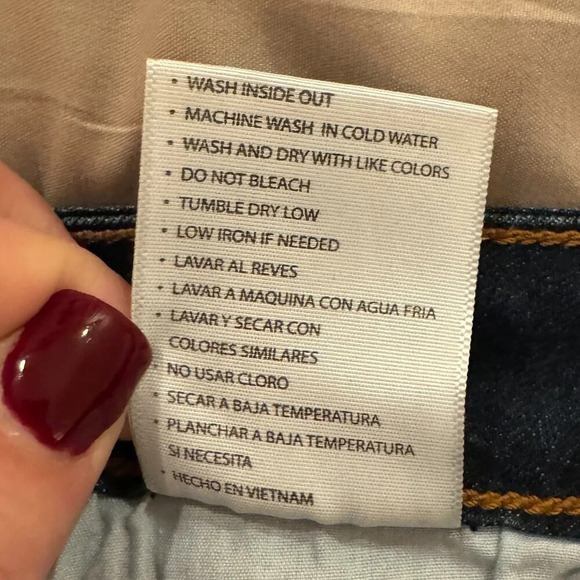 • WASH INSIDE OUT
• MACHINE WASH IN COLD WATER
• WASH AND DRY WITH LIKE COLORS
• DO NOT BLEACH
• TUMBLE DRY LOW
• LOW IRON IF NEEDED
• LAVAR AL REVES
• LAVAR A MAQUINA CON AGUA FRIA
• LAVAR Y SECAR CON
COLORES SIMILARES
• NO USAR CLORO
• SECAR A BAJA TEMPERATURA
• PLANCHAR A BAJA TEMPERATURA
SI NECESITA
• HECHO EN VIETNAM